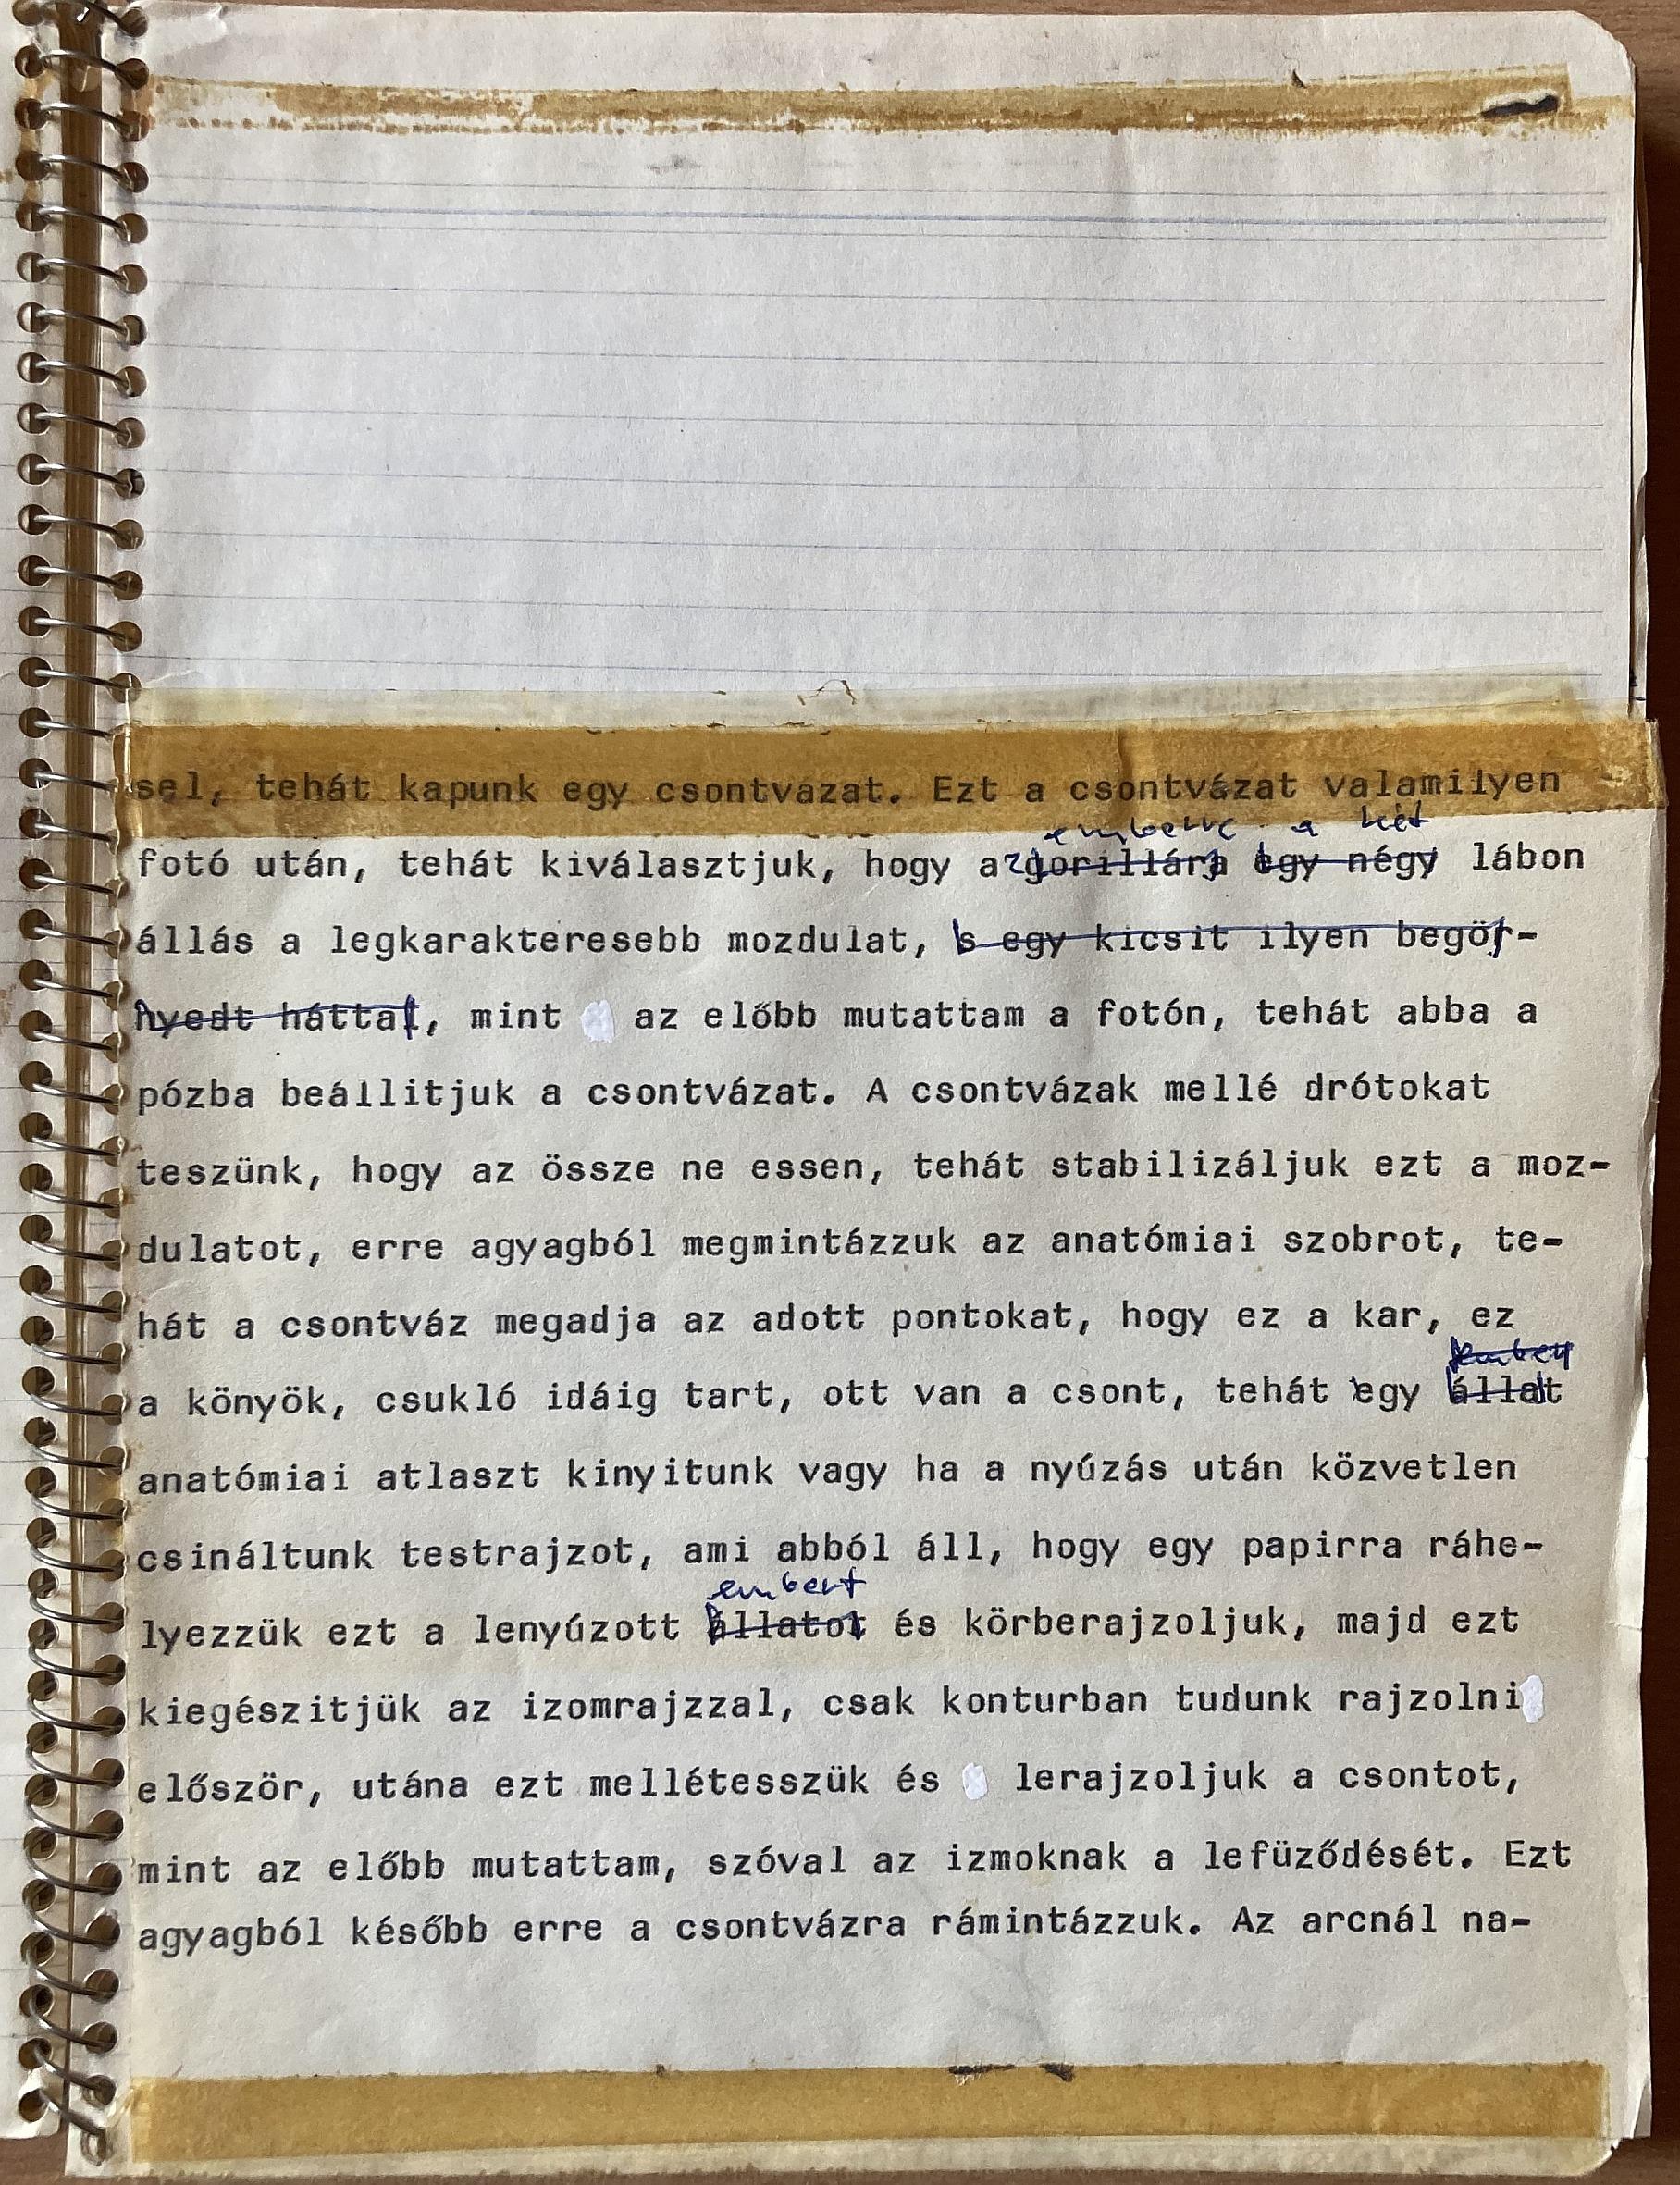 sel, tehát kapunk egy csontvázat. Ezt a csontvázat valamilyen
emberre a két
fotó után, tehát kiválasztjuk, hogy az gorillára egy négy lábon
állás a legkarakteresebb mozdulat, s egy kicsit ilyen begör-
nyedt háttal, mint az előbb mutattam a fotón, tehát abba a
pózba beállitjuk a csontvázat. A csontvázak mellé drótokat
teszünk, hogy az össze ne essen, tehát stabilizáljuk ezt a moz-
dulatot, erre agyagból megmintázzuk az anatómiai szobrot, te-
hát a csontváz megadja az adott pontokat, hogy ez a kar, ez
ember
a könyök, csukló idáig tart, ott van a csont, tehát egy állat
anatómiai atlaszt kinyitunk vagy ha a nyúzás után közvetlen
csináltunk testrajzot, ami abból áll, hogy egy papirra ráhe-
embert
lyezzük ezt a lenyúzott állatot és körberajzoljuk, majd ezt
kiegészitjük az izomrajzzal, csak konturban tudunk rajzolni
először, utána ezt mellétesszük és lerajzoljuk a csontot,
mint az előbb mutattam, szóval az izmoknak a lefüződését. Ezt
agyagból később erre a csontvázra rámintázzuk. Az arcnál na-